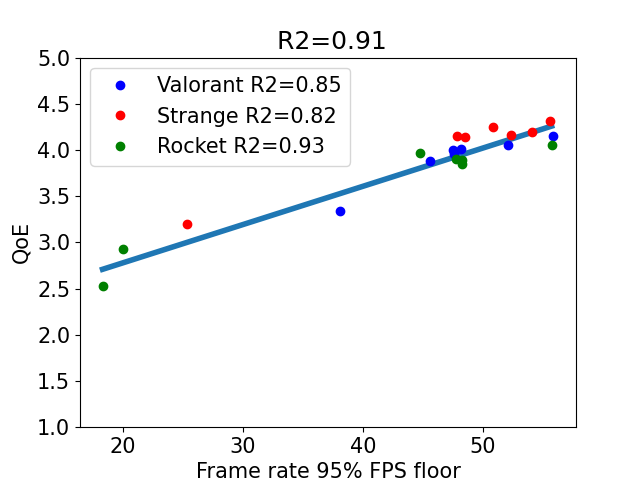 R2=0.91
5.0
4.5
4.0
3.5
3.0
2.5
2.0
1.5
1.0
QoE
Valorant R2=0.85
Strange R2=0.82
Rocket R2=0.93
20 30 40 50
Frame rate 95% FPS floor